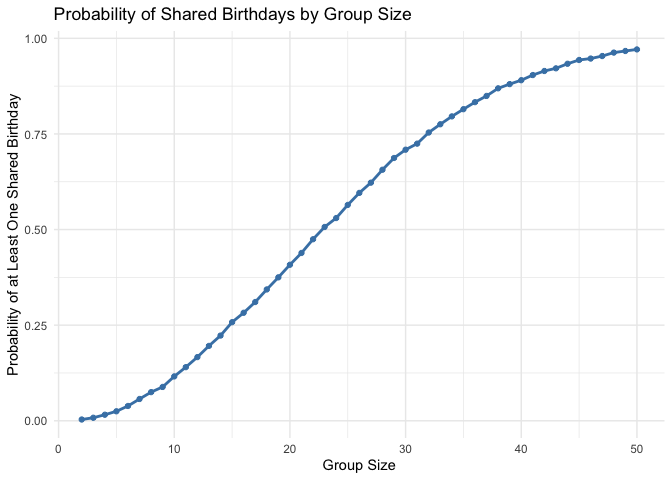 Probability of Shared Birthdays by Group Size
1.00
0.75
0.50
0.25
0.00
Probability of at Least One Shared Birthday
0 10 20 30 40 50
Group Size